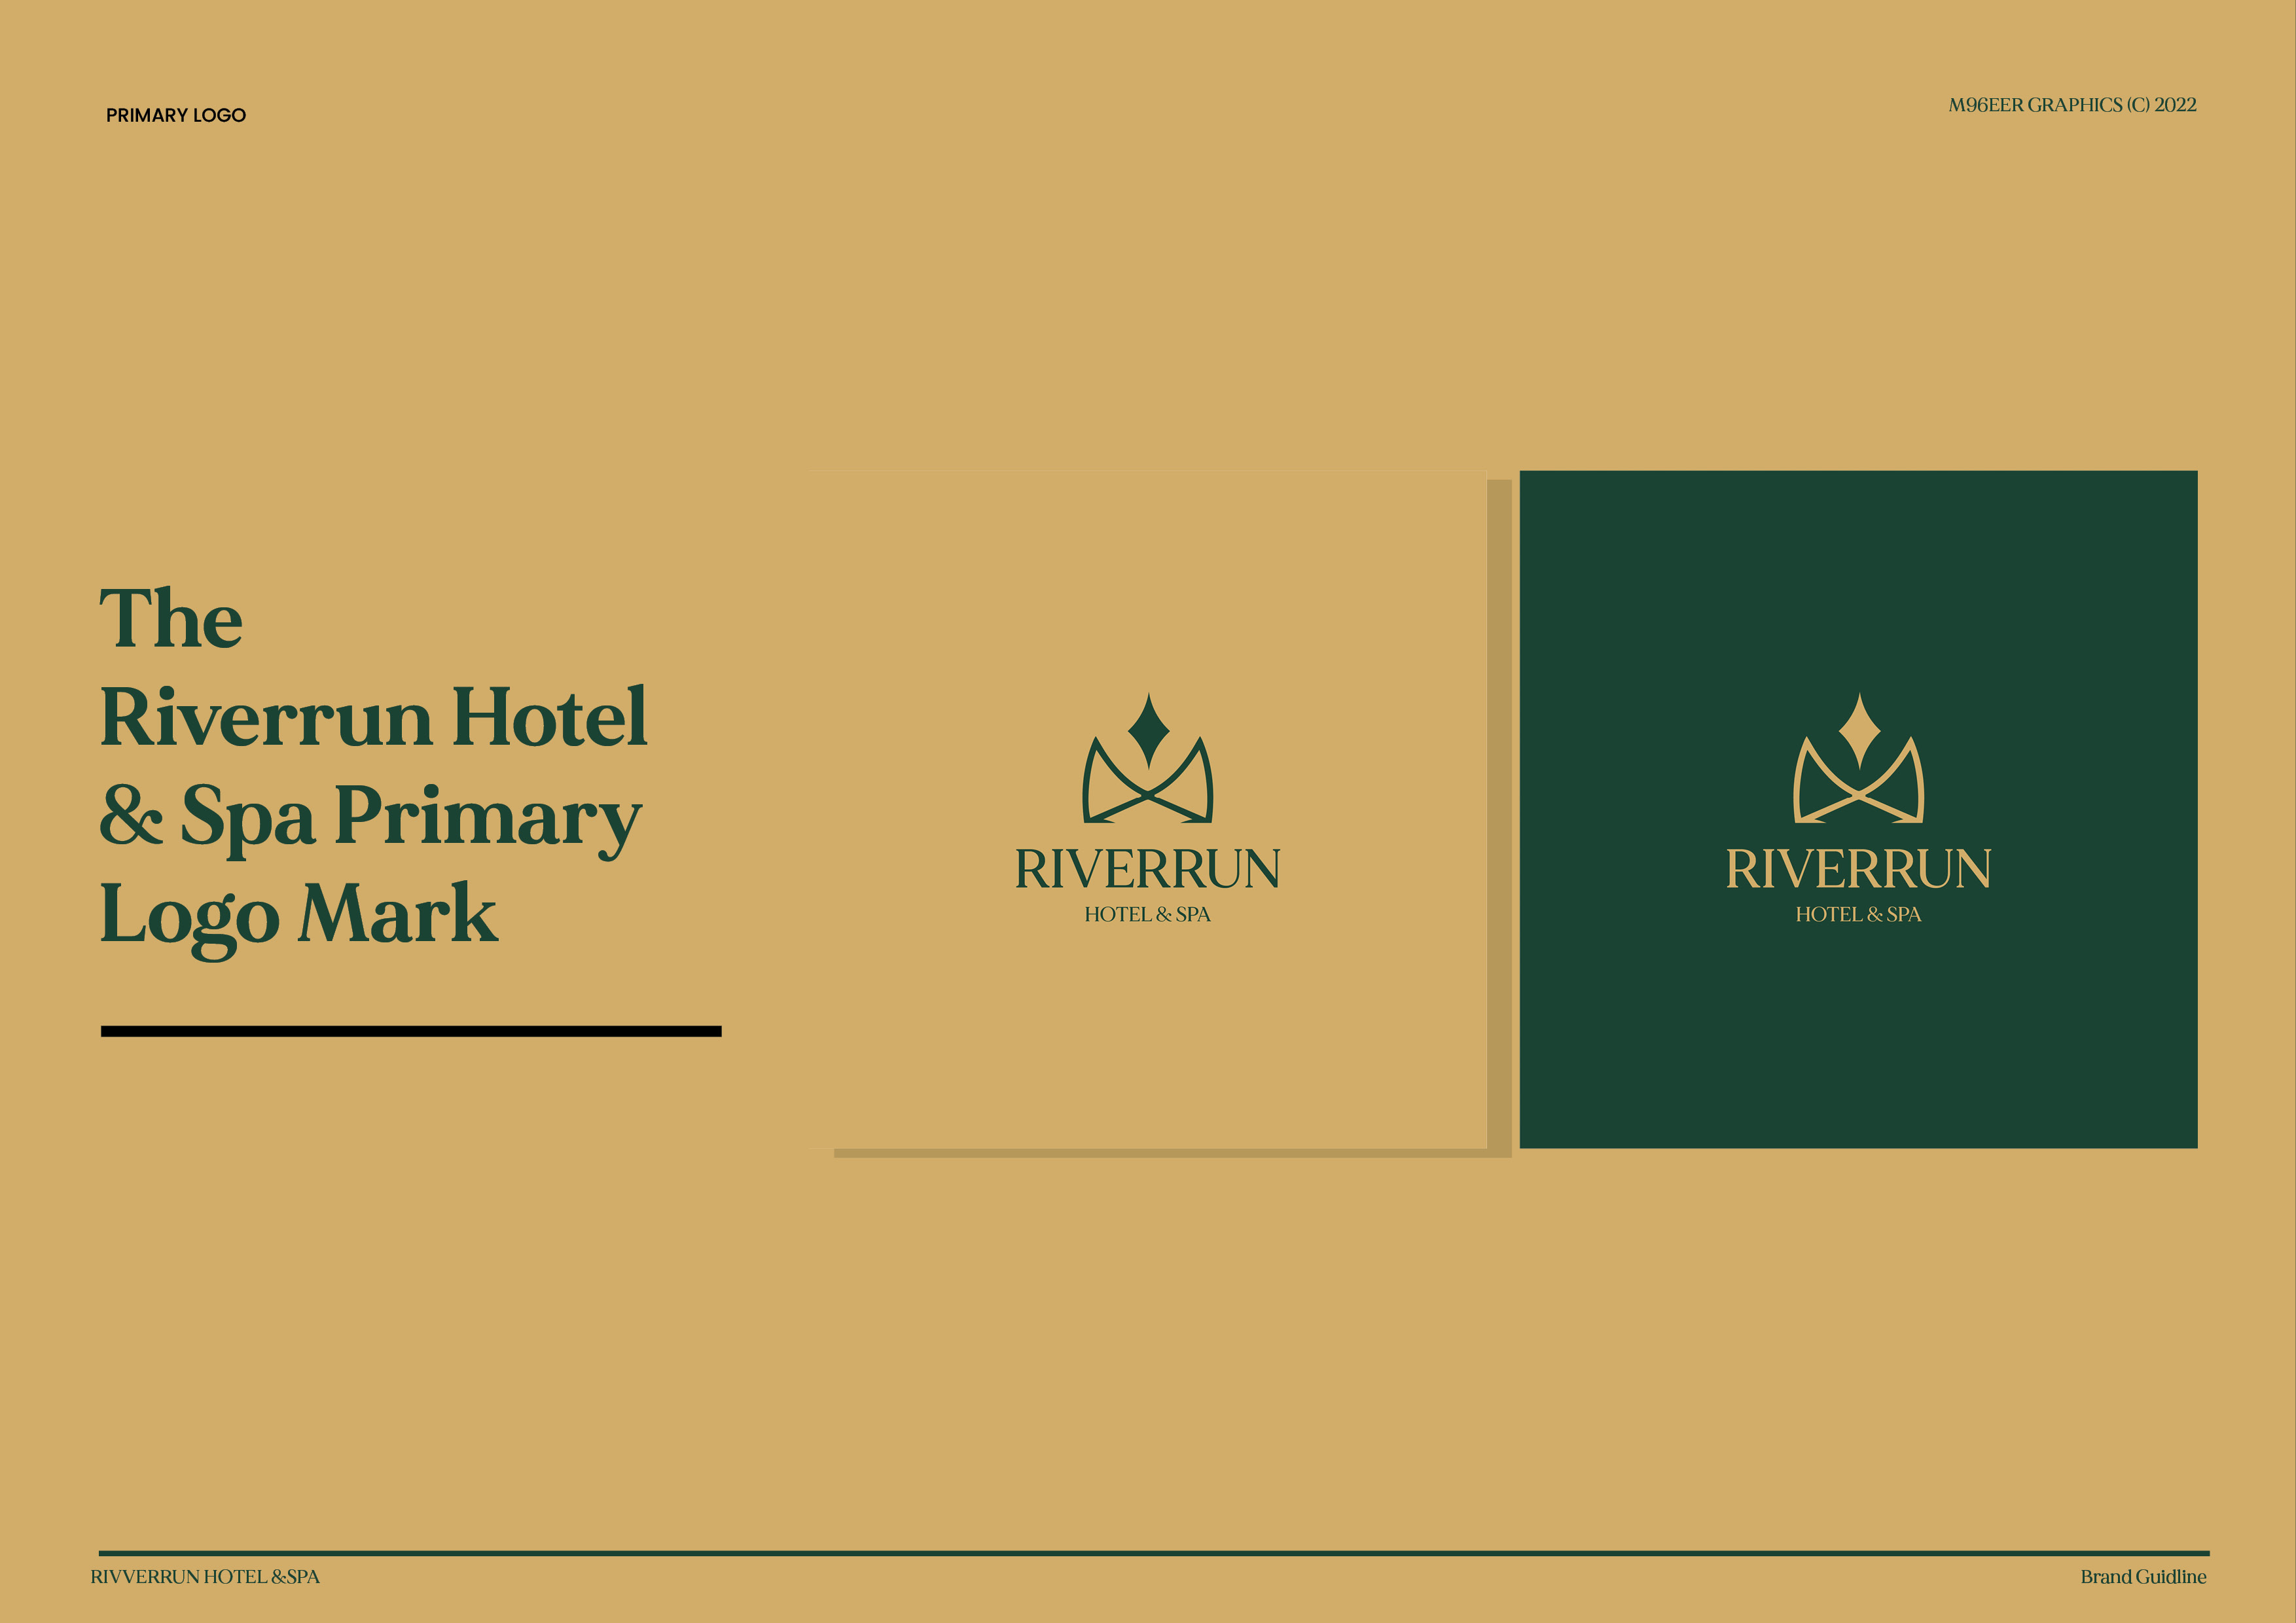 PRIMARY LOGO
M96EER GRAPHICS (C) 2022
The
Riverrun Hotel
& Spa Primary
Logo Mark
RIVERRUN
HOTEL & SPA
RIVERRUN
HOTEL & SPA
RIVVERRUN HOTEL &SPA
Brand Guidline